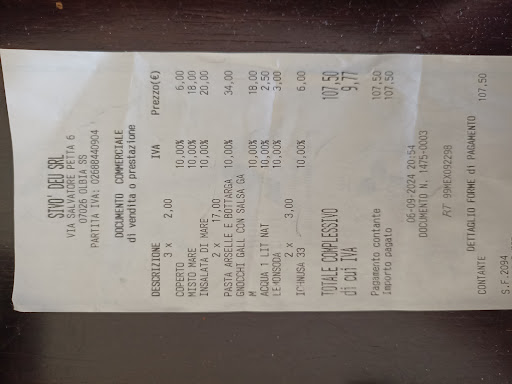 STVO' DEU SRL
VIA SALVATORE PETTA 6
07026 OLBIA SS
PARTITA IVA: 02688440904
DOCUMENTO COMMERCIALE
di vendita o prestazione
DESCRIZIONE IVA Prezzo(€)
3 x 2,00
COPERTO 10,00% 6,00
MISTO MARE 10,00% 18,00
INSALATA DI MARE 10,00% 20,00
2 x 17,00
PASTA ARSELLE E BOTTARGA 10,00% 34,00
GNOCCHI GALL CON SALSA GA
M 10,00% 18,00
ACQUA 1 LIT NAT 10,00% 2,50
LEMONSODA 10,00% 3,00
2 x 3,00
ICHNUSA 33 10,00% 6,00
TOTALE COMPLESSIVO 107,50
di cui IVA 9,77
Pagamento contante 107,50
Importo pagato 107,50
06-09-2024 20:54
DOCUMENTO N. 1475-0003
RT 99MEX092298
DETTAGLIO FORME di PAGAMENTO
CONTANTE 107,50
S.F.2094